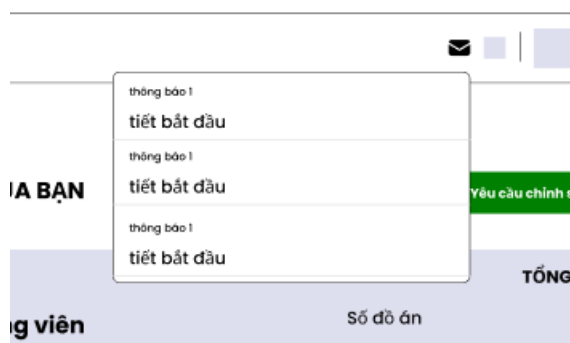 thông báo 1
tiết bắt đầu
thông báo 1
tiết bắt đầu
BẠN
Yêu cầu chỉnh
thông báo 1
tiết bắt đầu
TỔNG
viên
Số đồ án